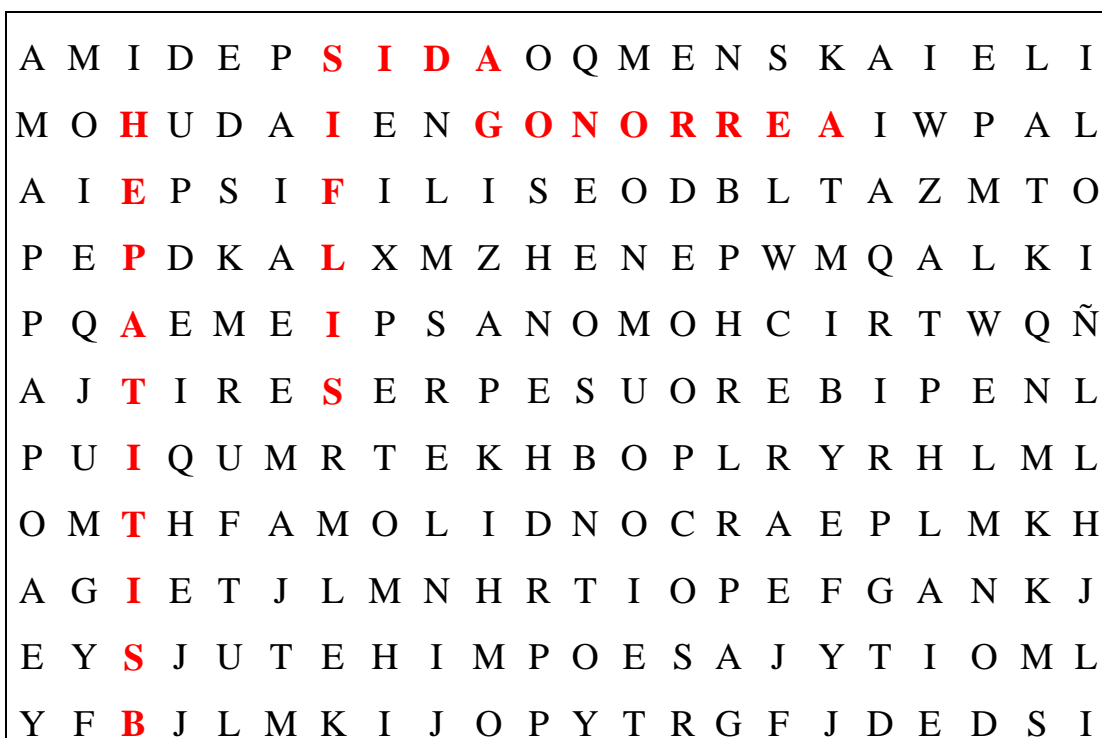 A M I D E P S I D A O Q M E N S K A I E L I
M O H U D A I E N G O N O R R E A I W P A L
A I E P S I F I L I S E O D B L T A Z M T O
P E P D K A L X M Z H E N E P W M Q A L K I
P Q A E M E I P S A N O M O H C I R T W Q Ñ
A J T I R E S E R P E S U O R E B I P E N L
P U I Q U M R T E K H B O P L R Y R H L M L
O M T H F A M O L I D N O C R A E P L M K H
A G I E T J L M N H R T I O P E F G A N K J
E Y S J U T E H I M P O E S A J Y T I O M L
Y F B J L M K I J O P Y T R G F J D E D S I